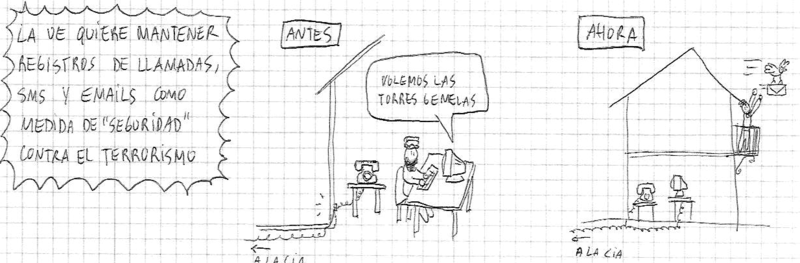 LA UE QUIERE MANTENER
REGISTROS DE LLAMADAS,
SMS Y EMAILS COMO
MEDIDA DE "SEGURIDAD"
CONTRA EL TERRORISMO
ANTES
VOLEMOS LAS
TORRES GEMELAS
A LA CIA
AHORA
A LA CIA